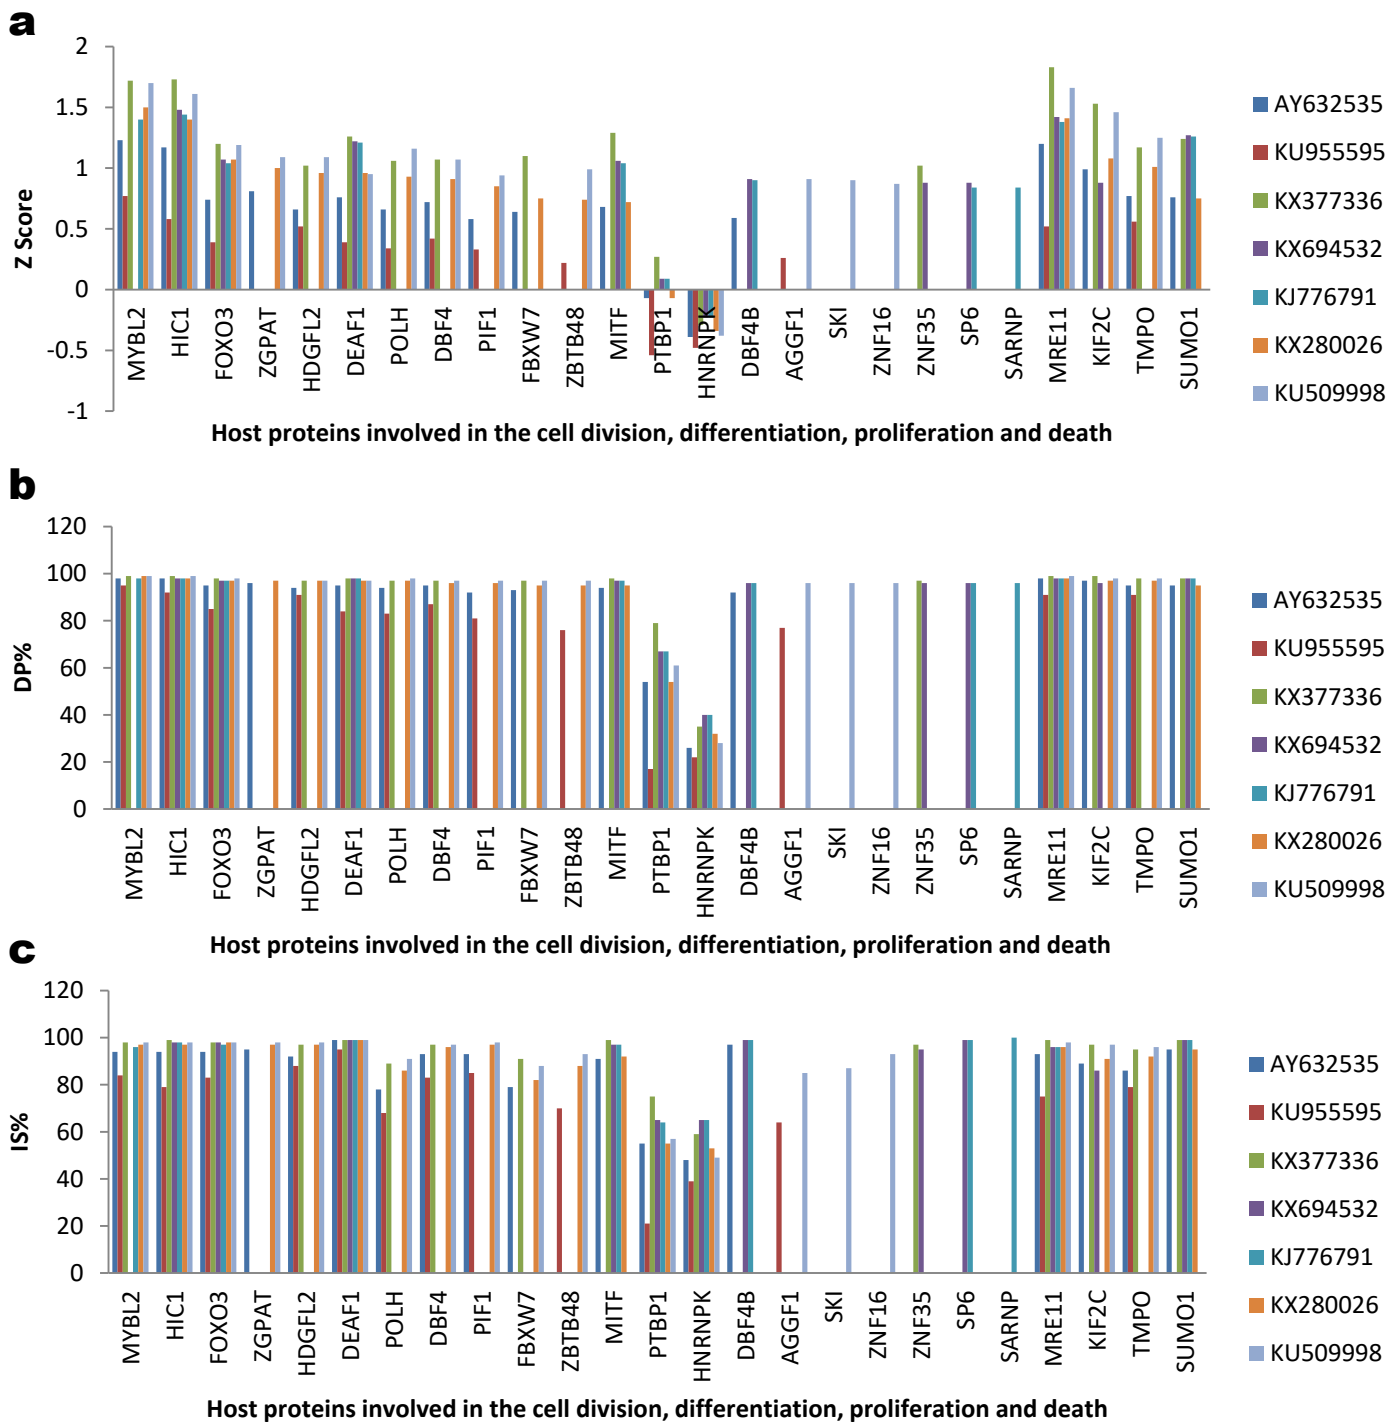 a
2
1.5
1
0.5
0
-0.5
-1
Z Score
MYBL2 HIC1 FOXO3 ZGPAT HDGFL2 DEAF1 POLH DBF4 PIF1 FBXW7 ZBTB48 MITF PTBP1 HNRNPK DBF4B AGGF1 SKI ZNF16 ZNF35 SP6 SARNP MRE11 KIF2C TMPO SUMO1
Host proteins involved in the cell division, differentiation, proliferation and death
AY632535
KU955595
KX377336
KX694532
KJ776791
KX280026
KU509998
b
120
100
80
60
40
20
0
DP%
MYBL2 HIC1 FOXO3 ZGPAT HDGFL2 DEAF1 POLH DBF4 PIF1 FBXW7 ZBTB48 MITF PTBP1 HNRNPK DBF4B AGGF1 SKI ZNF16 ZNF35 SP6 SARNP MRE11 KIF2C TMPO SUMO1
Host proteins involved in the cell division, differentiation, proliferation and death
AY632535
KU955595
KX377336
KX694532
KJ776791
KX280026
KU509998
c
120
100
80
60
40
20
0
IS%
MYBL2 HIC1 FOXO3 ZGPAT HDGFL2 DEAF1 POLH DBF4 PIF1 FBXW7 ZBTB48 MITF PTBP1 HNRNPK DBF4B AGGF1 SKI ZNF16 ZNF35 SP6 SARNP MRE11 KIF2C TMPO SUMO1
Host proteins involved in the cell division, differentiation, proliferation and death
AY632535
KU955595
KX377336
KX694532
KJ776791
KX280026
KU509998